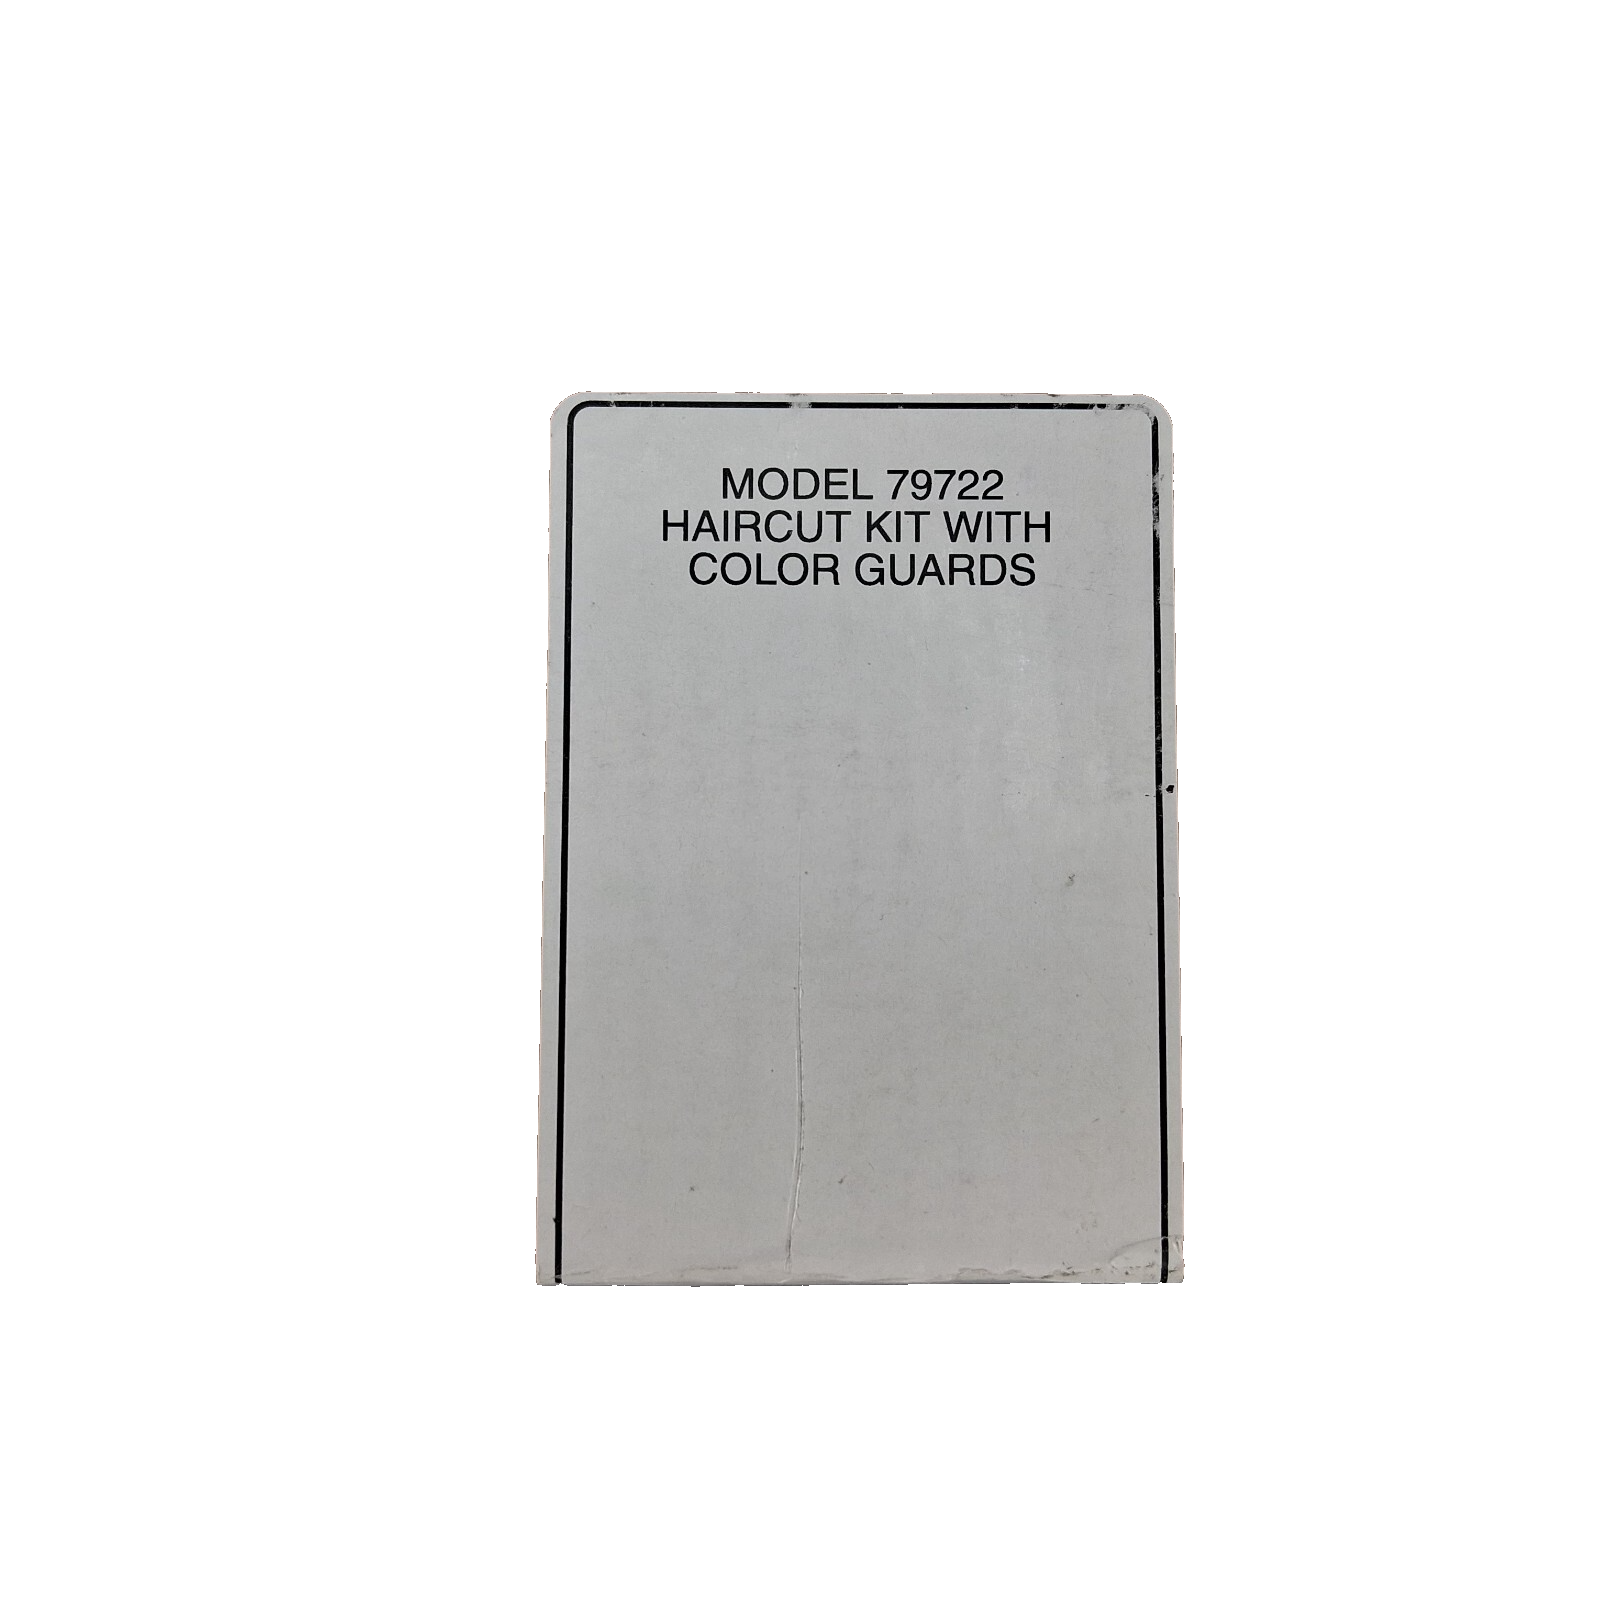 MODEL 79722
HAIRCUT KIT WITH
COLOR GUARDS